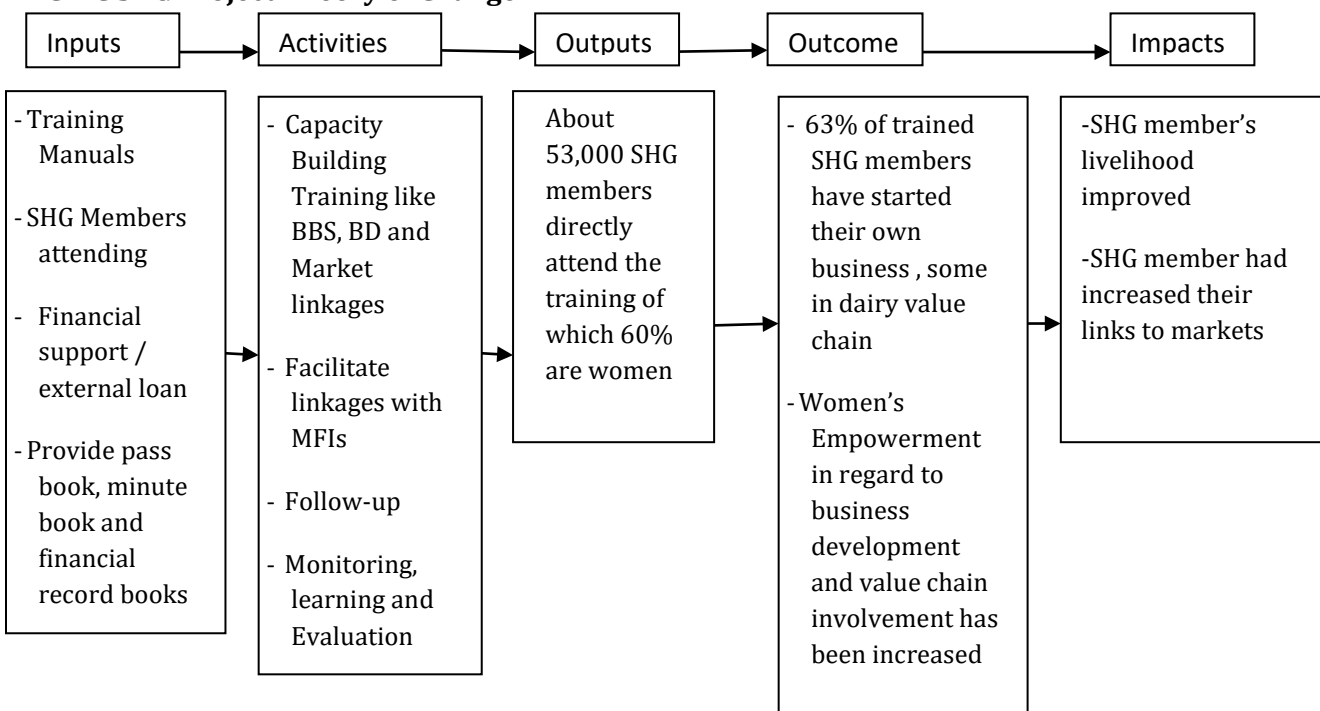 Inputs
Activities
Outputs
Outcome
Impacts
- Training
Manuals
- SHG Members
attending
- Financial
support /
external loan
- Provide pass
book, minute
book and
financial
record books
- Capacity
Building
Training like
BBS, BD and
Market
linkages
- Facilitate
linkages with
MFIs
- Follow-up
- Monitoring,
learning and
Evaluation
About
53,000 SHG
members
directly
attend the
training of
which 60%
are women
- 63% of trained
SHG members
have started
their own
business , some
in dairy value
chain
- Women's
Empowerment
in regard to
business
development
and value chain
involvement has
been increased
-SHG member's
livelihood
improved
-SHG member had
increased their
links to markets